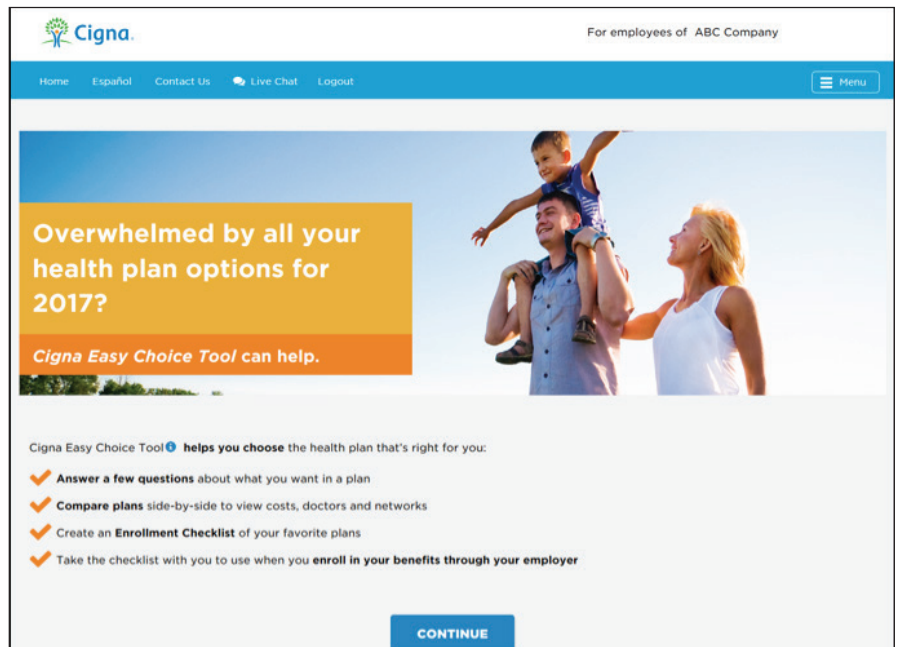 Cigna.
For employees of ABC Company
Home Español Contact Us Live Chat Logout Menu
Overwhelmed by all your
health plan options for
2017?
Cigna Easy Choice Tool can help.
Cigna Easy Choice Tool helps you choose the health plan that's right for you:
Answer a few questions about what you want in a plan
Compare plans side-by-side to view costs, doctors and networks
Create an Enrollment Checklist of your favorite plans
Take the checklist with you to use when you enroll in your benefits through your employer
CONTINUE